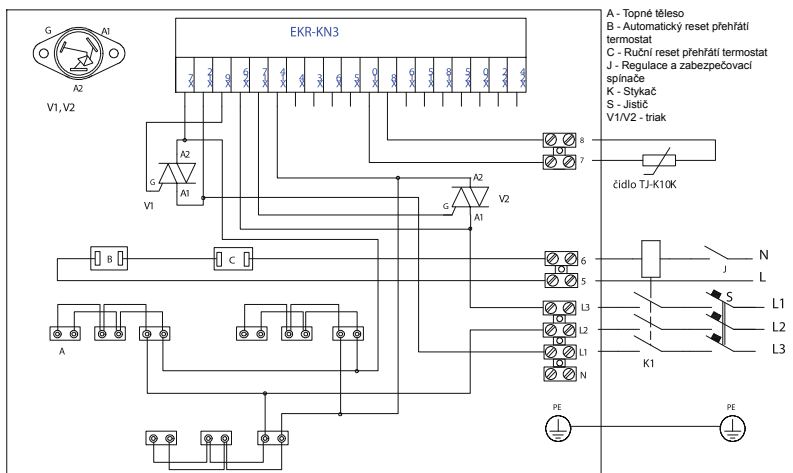 EKR-KN3
G
A1
A2
V1, V2
A - Topné těleso
B - Automatický reset přehřátí
termostat
C - Ruční reset přehřátí termostat
J - Regulace a zabezpečovací
spínače
K - Stykač
S - Jistič
V1/V2 - triak
A2
G
A1
V1
A2
G
A1
V2
8
7
čidlo TJ-K10K
B
C
6
5
J
N
L
A
L3
L2
L1
N
K1
S
L1
L2
L3
PE
PE